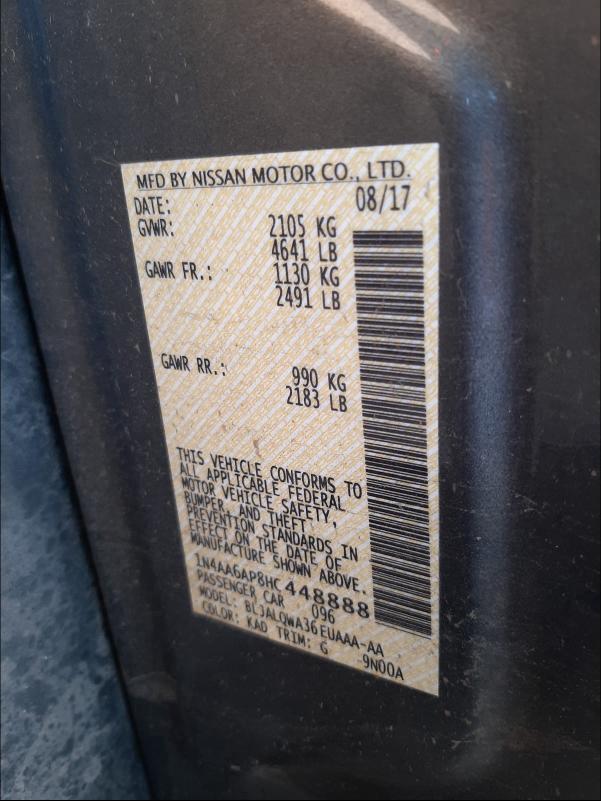 MFD BY NISSAN MOTOR CO., LTD.
DATE: 08/17
GVWR: 2105 KG
4641 LB
GAWR FR.: 1130 KG
2491 LB
GAWR RR.: 990 KG
2183 LB
THIS VEHICLE CONFORMS TO
ALL APPLICABLE FEDERAL
MOTOR VEHICLE SAFETY,
BUMPER, AND THEFT
PREVENTION STANDARDS IN
EFFECT ON THE DATE OF
MANUFACTURE SHOWN ABOVE.
1N4AA6AP8HC448888
PASSENGER CAR 096
MODEL: BLJALOWA36EUAAA-AA
COLOR: KAD TRIM: G 9N00A